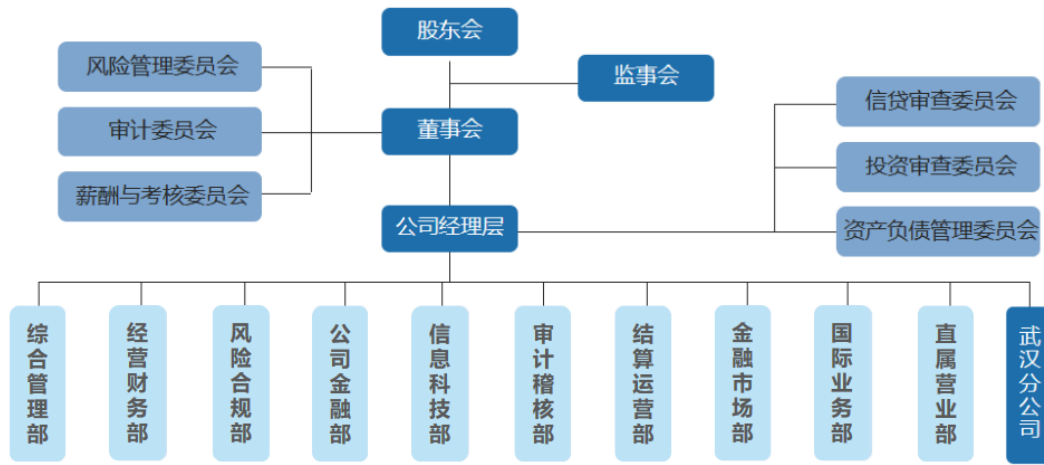 股东会
监事会
风险管理委员会
审计委员会
薪酬与考核委员会
董事会
信贷审查委员会
投资审查委员会
资产负债管理委员会
公司经理层
综合管理部
经营财务部
风险合规部
公司金融部
信息科技部
审计稽核部
结算运营部
金融市场部
国际业务部
直属营业部
武汉分公司